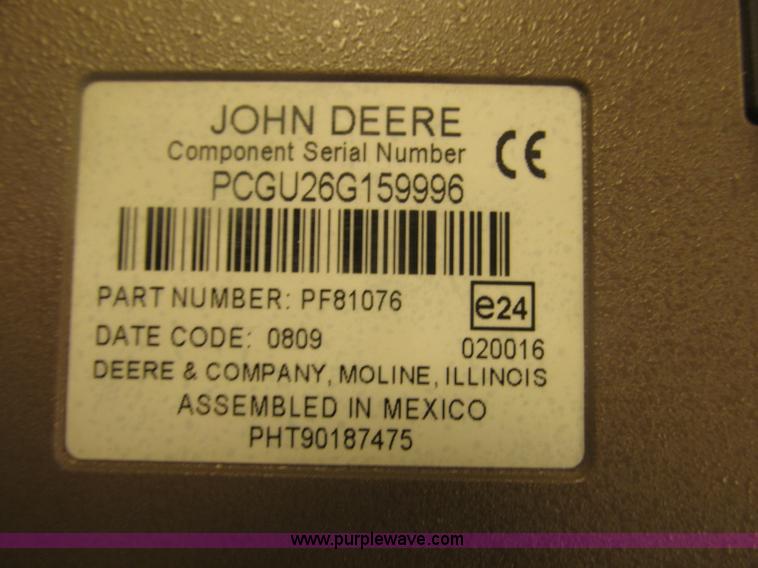 JOHN DEERE
Component Serial Number
CE
PCGU26G159996
PART NUMBER: PF81076
e24
DATE CODE: 0809
020016
DEERE & COMPANY, MOLINE, ILLINOIS
ASSEMBLED IN MEXICO
PHT90187475
www.purplewave.com